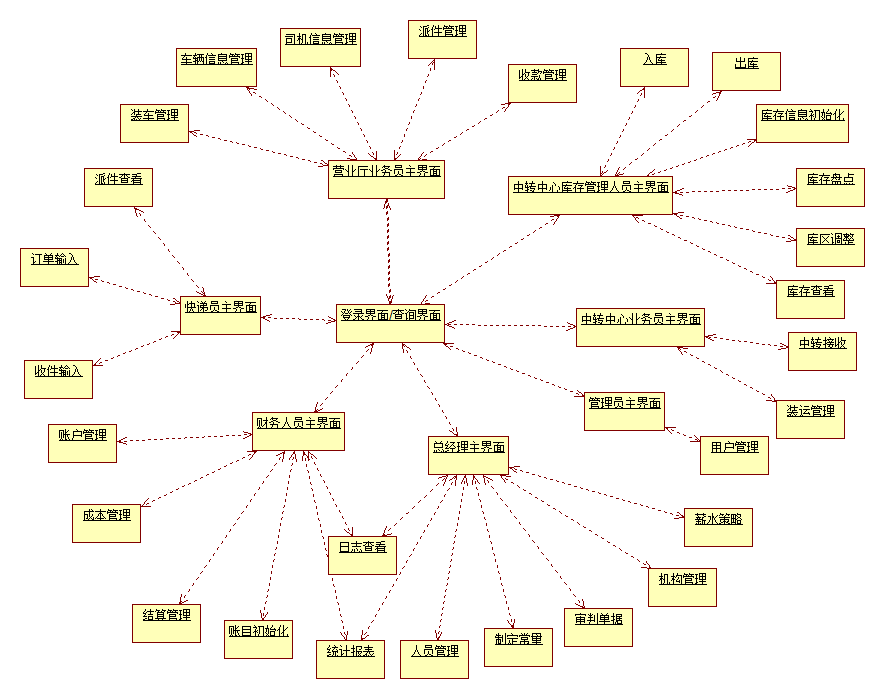 派件管理
司机信息管理
车辆信息管理
收款管理
入库
出库
装车管理
库存信息初始化
营业厅业务员主界面
派件查看
中转中心库存管理人员主界面
库存盘点
库区调整
订单输入
库存查看
快递员主界面
登录界面/查询界面
中转中心业务员主界面
中转接收
收件输入
管理员主界面
装运管理
财务人员主界面
账户管理
总经理主界面
用户管理
成本管理
薪水策略
日志查看
机构管理
结算管理
账目初始化
审判单据
统计报表
人员管理
制定常量